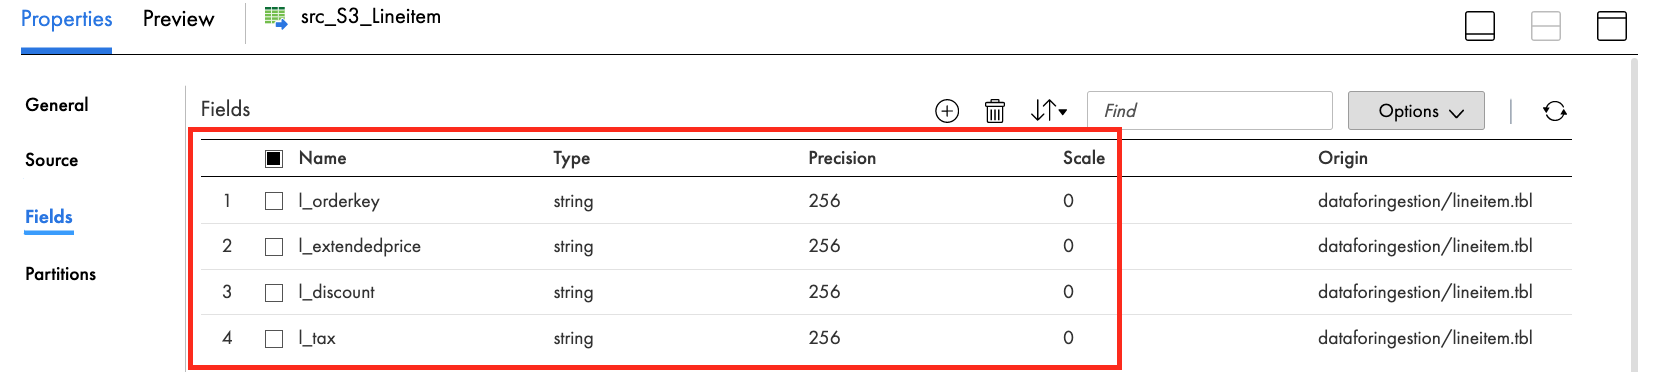 Properties Preview src_S3_Lineitem
General
Source
Fields
Partitions
Fields Find Options
Name Type Precision Scale Origin
1 l_orderkey string 256 0 dataforingestion/lineitem.tbl
2 l_extendedprice string 256 0 dataforingestion/lineitem.tbl
3 l_discount string 256 0 dataforingestion/lineitem.tbl
4 l_tax string 256 0 dataforingestion/lineitem.tbl